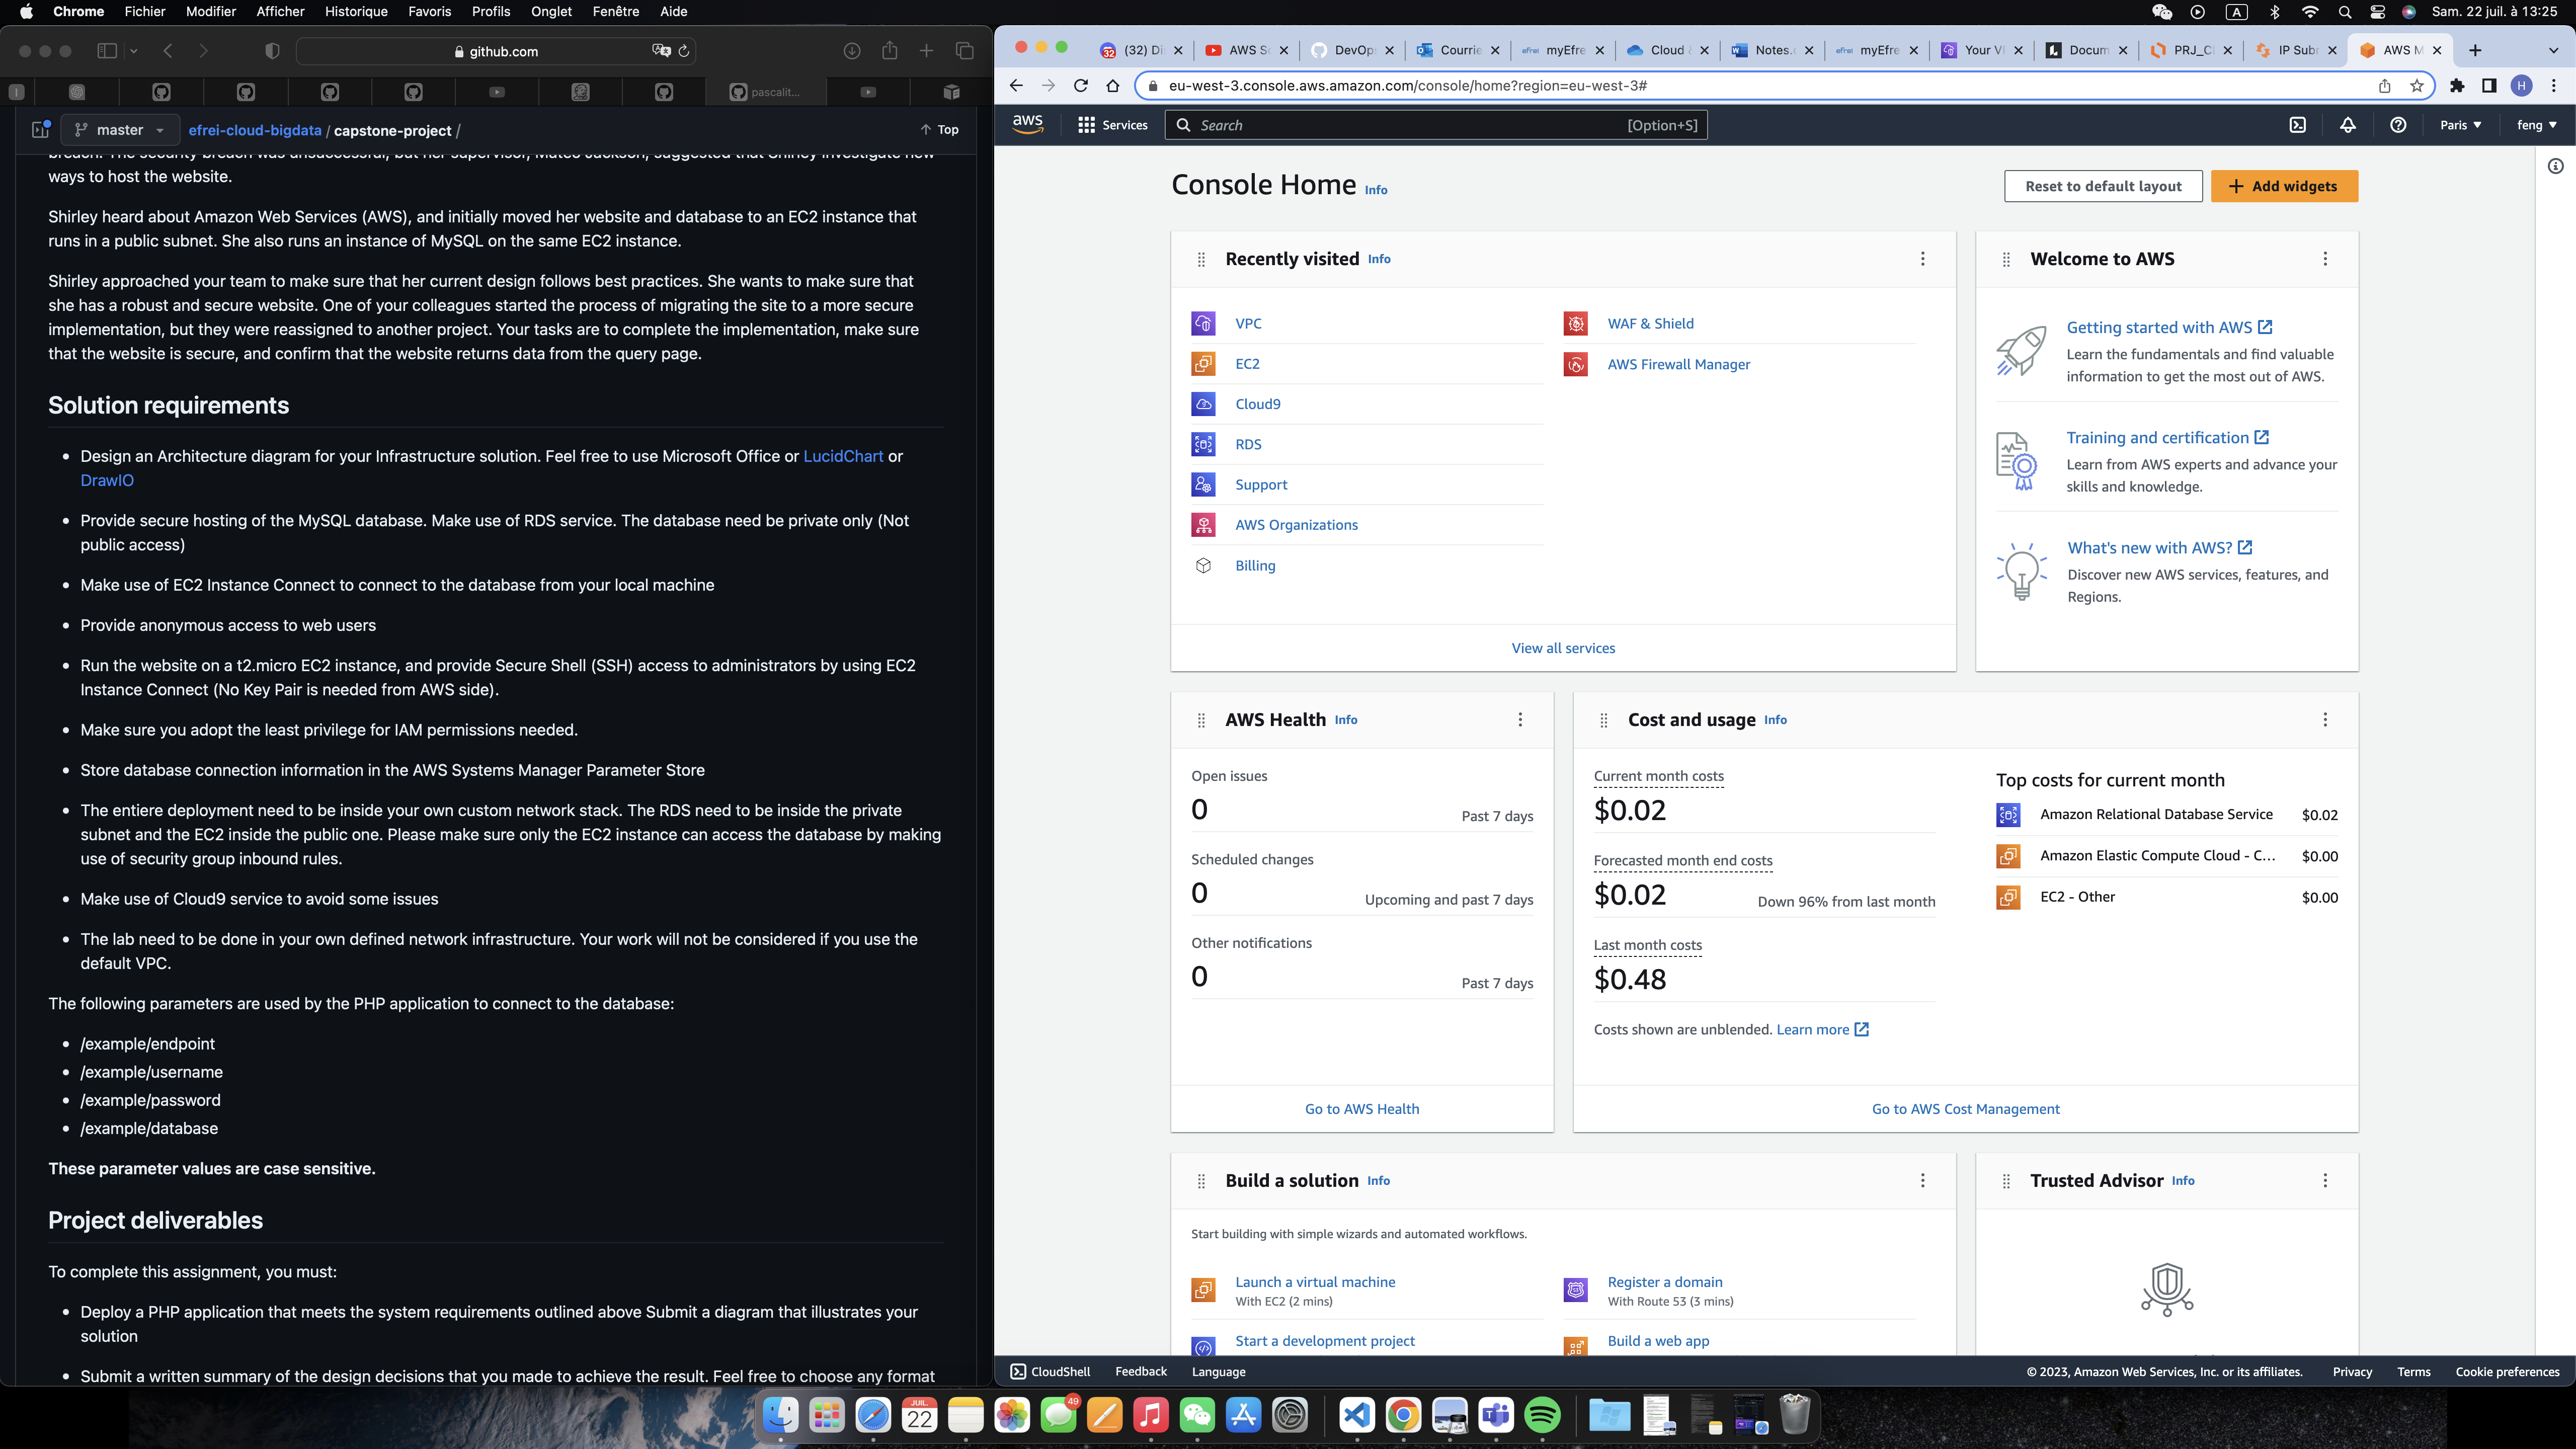 Chrome Fichier Modifier Afficher Historique Favoris Profils Onglet Fenêtre Aide
A
Sam. 22 juil. à 13:25
github.com
pascalit...
master
efrei-cloud-bigdata / capstone-project /
Top
ways to host the website.
Shirley heard about Amazon Web Services (AWS), and initially moved her website and database to an EC2 instance that
runs in a public subnet. She also runs an instance of MySQL on the same EC2 instance.
Shirley approached your team to make sure that her current design follows best practices. She wants to make sure that
she has a robust and secure website. One of your colleagues started the process of migrating the site to a more secure
implementation, but they were reassigned to another project. Your tasks are to complete the implementation, make sure
that the website is secure, and confirm that the website returns data from the query page.
Solution requirements
Design an Architecture diagram for your Infrastructure solution. Feel free to use Microsoft Office or LucidChart or
DrawIO
Provide secure hosting of the MySQL database. Make use of RDS service. The database need be private only (Not
public access)
Make use of EC2 Instance Connect to connect to the database from your local machine
Provide anonymous access to web users
Run the website on a t2.micro EC2 instance, and provide Secure Shell (SSH) access to administrators by using EC2
Instance Connect (No Key Pair is needed from AWS side).
Make sure you adopt the least privilege for IAM permissions needed.
Store database connection information in the AWS Systems Manager Parameter Store
The entiere deployment need to be inside your own custom network stack. The RDS need to be inside the private
subnet and the EC2 inside the public one. Please make sure only the EC2 instance can access the database by making
use of security group inbound rules.
Make use of Cloud9 service to avoid some issues
The lab need to be done in your own defined network infrastructure. Your work will not be considered if you use the
default VPC.
The following parameters are used by the PHP application to connect to the database:
/example/endpoint
/example/username
/example/password
/example/database
These parameter values are case sensitive.
Project deliverables
To complete this assignment, you must:
Deploy a PHP application that meets the system requirements outlined above Submit a diagram that illustrates your
solution
Submit a written summary of the design decisions that you made to achieve the result. Feel free to choose any format
32 (32) Di AWS S DevOp Courrie efrei myEfre Cloud Notes. efrei myEfre Your V Docum PRJ_C IP Sub AWS M
eu-west-3.console.aws.amazon.com/console/home?region=eu-west-3#
H
aws Services Search [Option+S] Paris feng
Console Home Info
Reset to default layout
Add widgets
Recently visited Info
VPC
EC2
Cloud9
RDS
Support
AWS Organizations
Billing
WAF & Shield
AWS Firewall Manager
View all services
Welcome to AWS
Getting started with AWS
Learn the fundamentals and find valuable
information to get the most out of AWS.
Training and certification
Learn from AWS experts and advance your
skills and knowledge.
What's new with AWS?
Discover new AWS services, features, and
Regions.
AWS Health Info
Open issues
0
Past 7 days
Scheduled changes
0
Upcoming and past 7 days
Other notifications
0
Past 7 days
Go to AWS Health
Cost and usage Info
Current month costs
$0.02
Forecasted month end costs
$0.02
Down 96% from last month
Last month costs
$0.48
Costs shown are unblended. Learn more
Top costs for current month
Amazon Relational Database Service $0.02
Amazon Elastic Compute Cloud - C... $0.00
EC2 - Other $0.00
Go to AWS Cost Management
Build a solution Info
Start building with simple wizards and automated workflows.
Launch a virtual machine
With EC2 (2 mins)
Register a domain
With Route 53 (3 mins)
Start a development project
Build a web app
Trusted Advisor Info
CloudShell Feedback Language
© 2023, Amazon Web Services, Inc. or its affiliates. Privacy Terms Cookie preferences
JUIL.
22
49